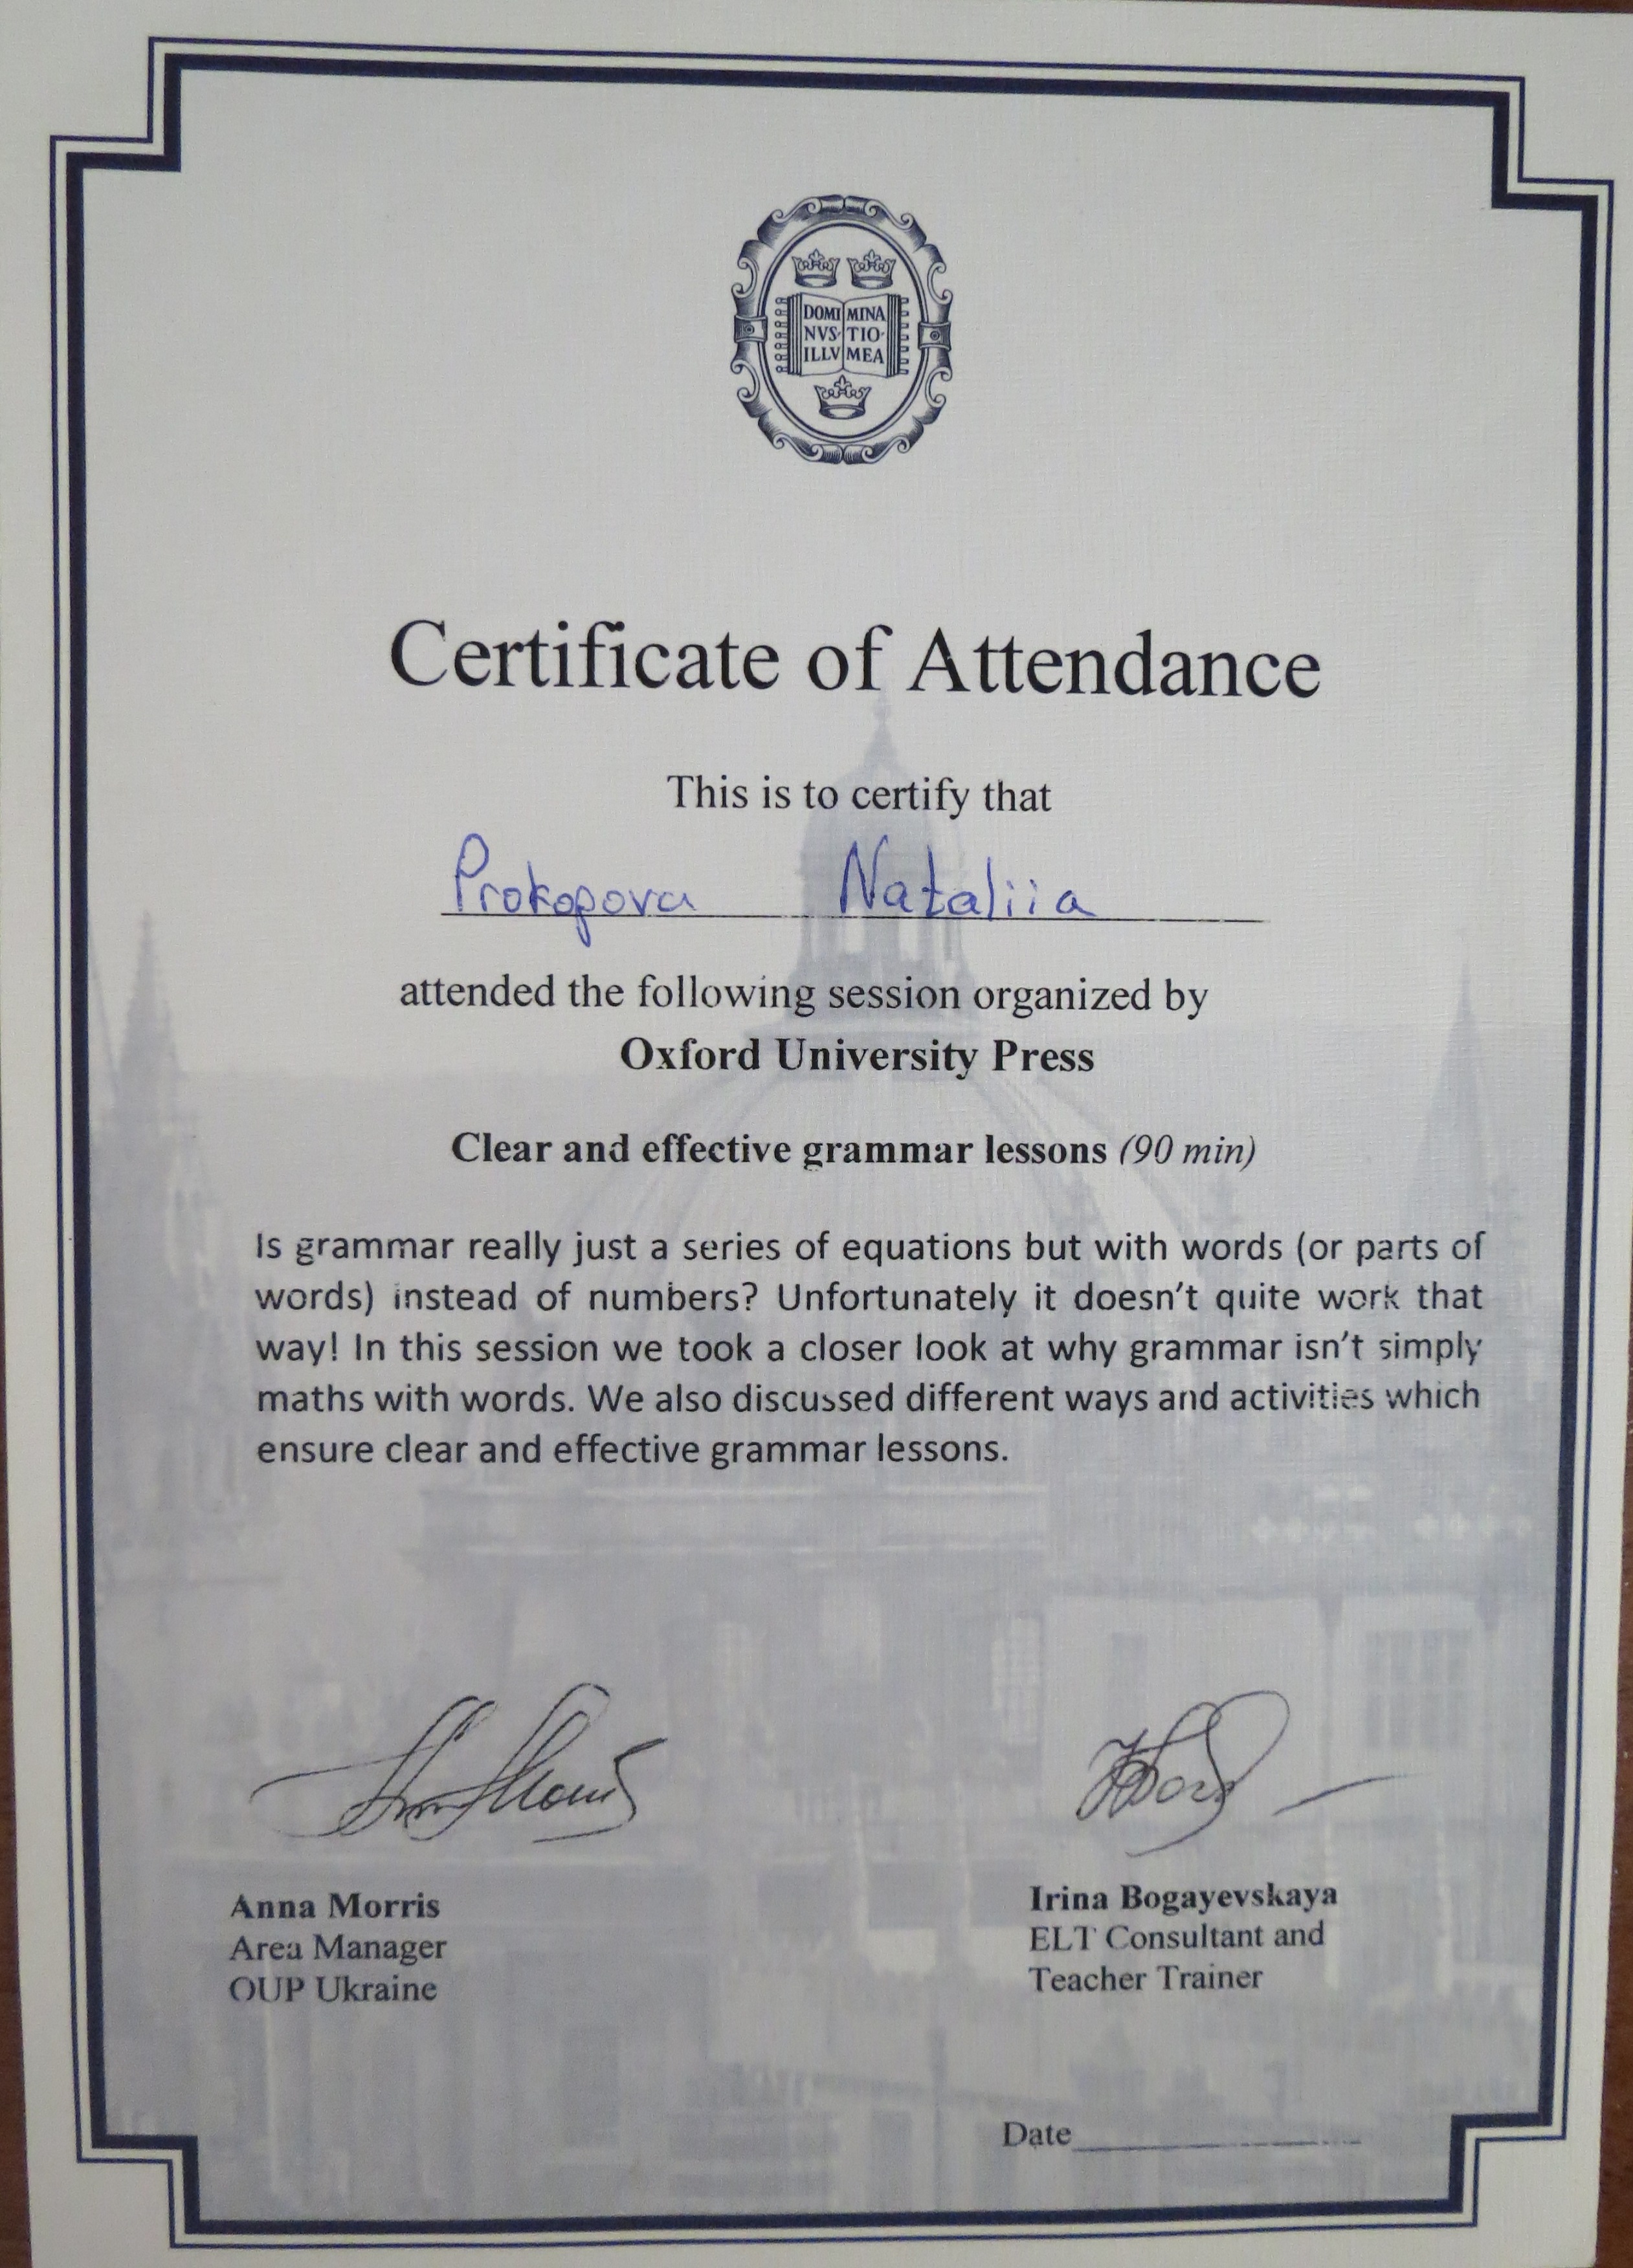 DOMI MINA
NVS TIO
ILLV MEA
Certificate of Attendance
This is to certify that
Prokopova Nataliia
attended the following session organized by
Oxford University Press
Clear and effective grammar lessons (90 min)
Is grammar really just a series of equations but with words (or parts of
words) instead of numbers? Unfortunately it doesn't quite work that
way! In this session we took a closer look at why grammar isn't simply
maths with words. We also discussed different ways and activities which
ensure clear and effective grammar lessons.
Anna Morris
Area Manager
OUP Ukraine
Irina Bogayevskaya
ELT Consultant and
Teacher Trainer
Date